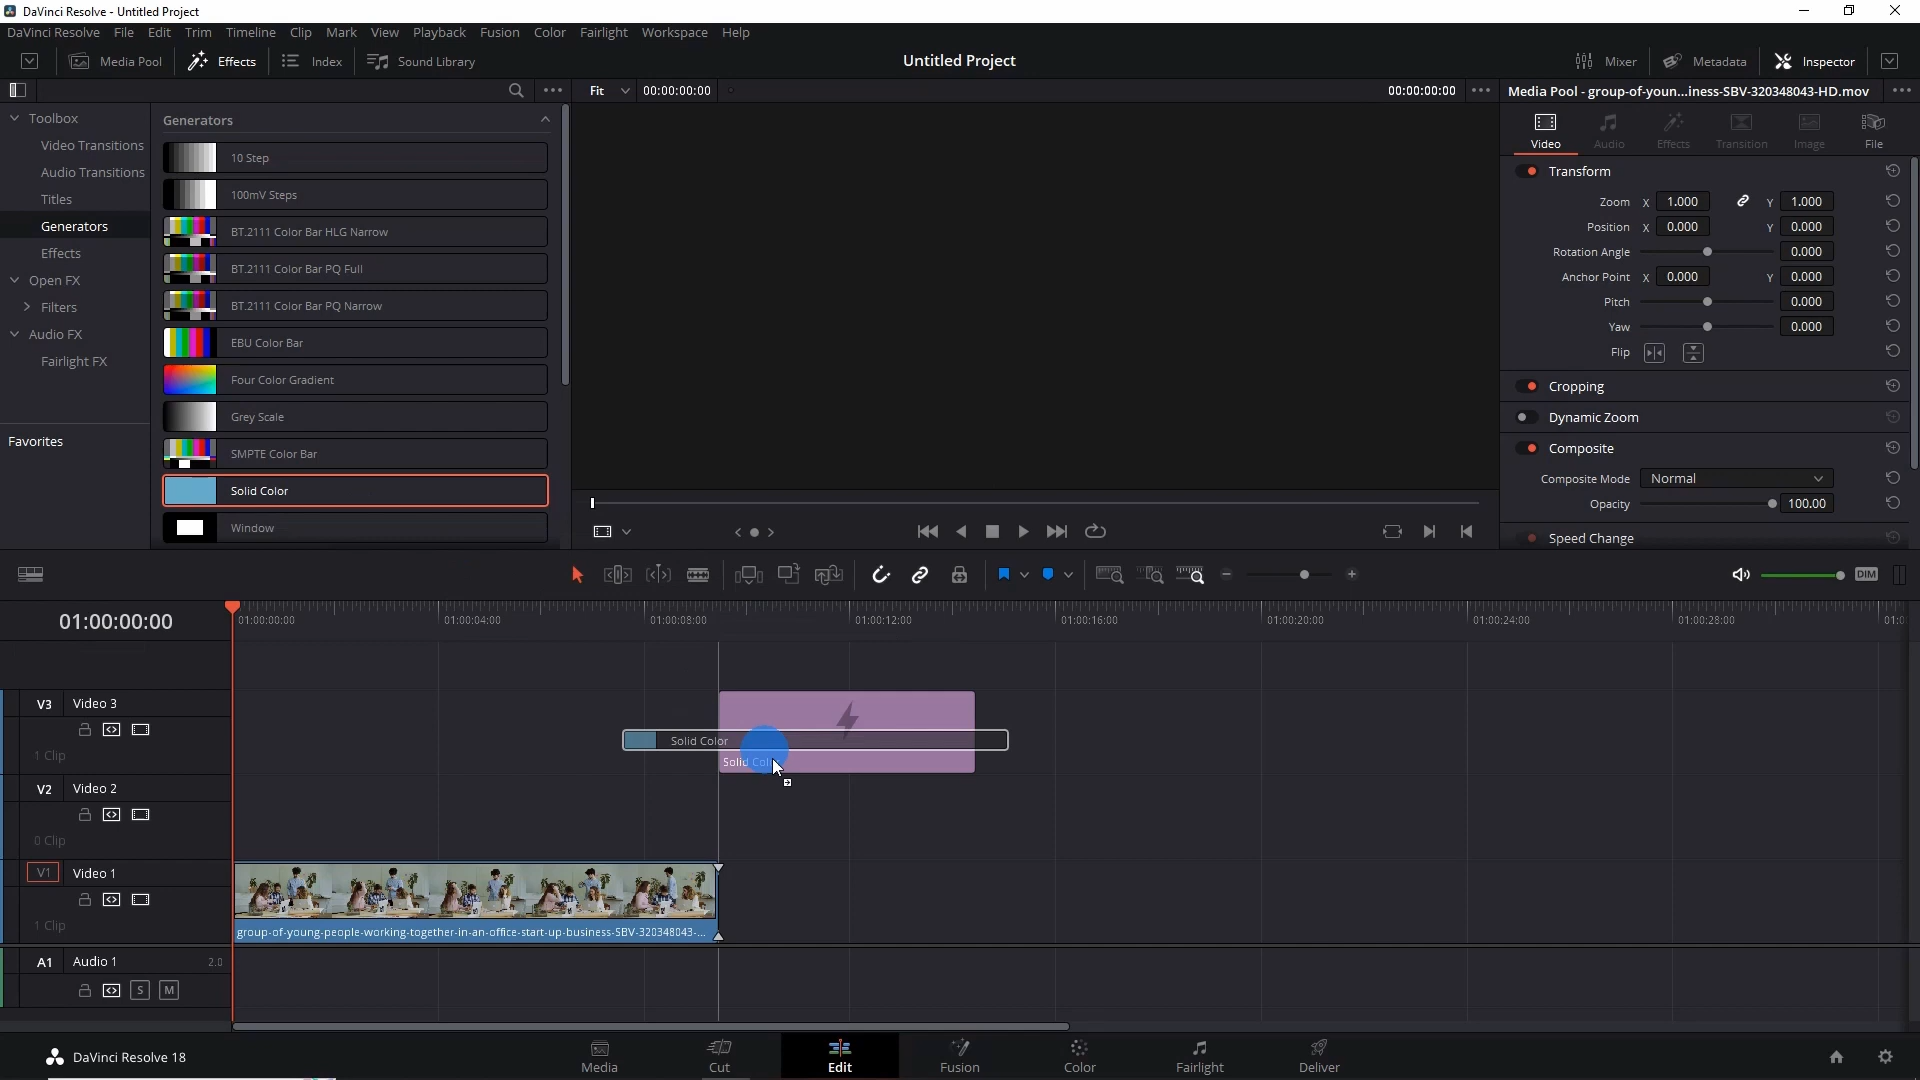 DaVinci Resolve - Untitled Project
DaVinci Resolve File Edit Trim Timeline Clip Mark View Playback Fusion Color Fairlight Workspace Help
Media Pool Effects Index Sound Library Untitled Project Mixer Metadata Inspector
Fit 00:00:00:00 00:00:00:00 Media Pool - group-of-youn...iness-SBV-320348043-HD.mov
Toolbox
Video Transitions
Audio Transitions
Titles
Generators
Effects
Open FX
Filters
Audio FX
Fairlight FX
Favorites
Generators
10 Step
100mV Steps
BT.2111 Color Bar HLG Narrow
BT.2111 Color Bar PQ Full
BT.2111 Color Bar PQ Narrow
EBU Color Bar
Four Color Gradient
Grey Scale
SMPTE Color Bar
Solid Color
Window
Video Audio Effects Transition Image File
Transform
Zoom X 1.000 Y 1.000
Position X 0.000 Y 0.000
Rotation Angle 0.000
Anchor Point X 0.000 Y 0.000
Pitch 0.000
Yaw 0.000
Flip
Cropping
Dynamic Zoom
Composite
Composite Mode Normal
Opacity 100.00
Speed Change
DIM
01:00:00:00 01:00:00:00 01:00:04:00 01:00:08:00 01:00:12:00 01:00:16:00 01:00:20:00 01:00:24:00 01:00:28:00
V3 Video 3
1 Clip
Solid Color
V2 Video 2
0 Clip
V1 Video 1
1 Clip
group-of-young-people-working-together-in-an-office-start-up-business-SBV-320348043-...
A1 Audio 1 2.0
S M
DaVinci Resolve 18 Media Cut Edit Fusion Color Fairlight Deliver